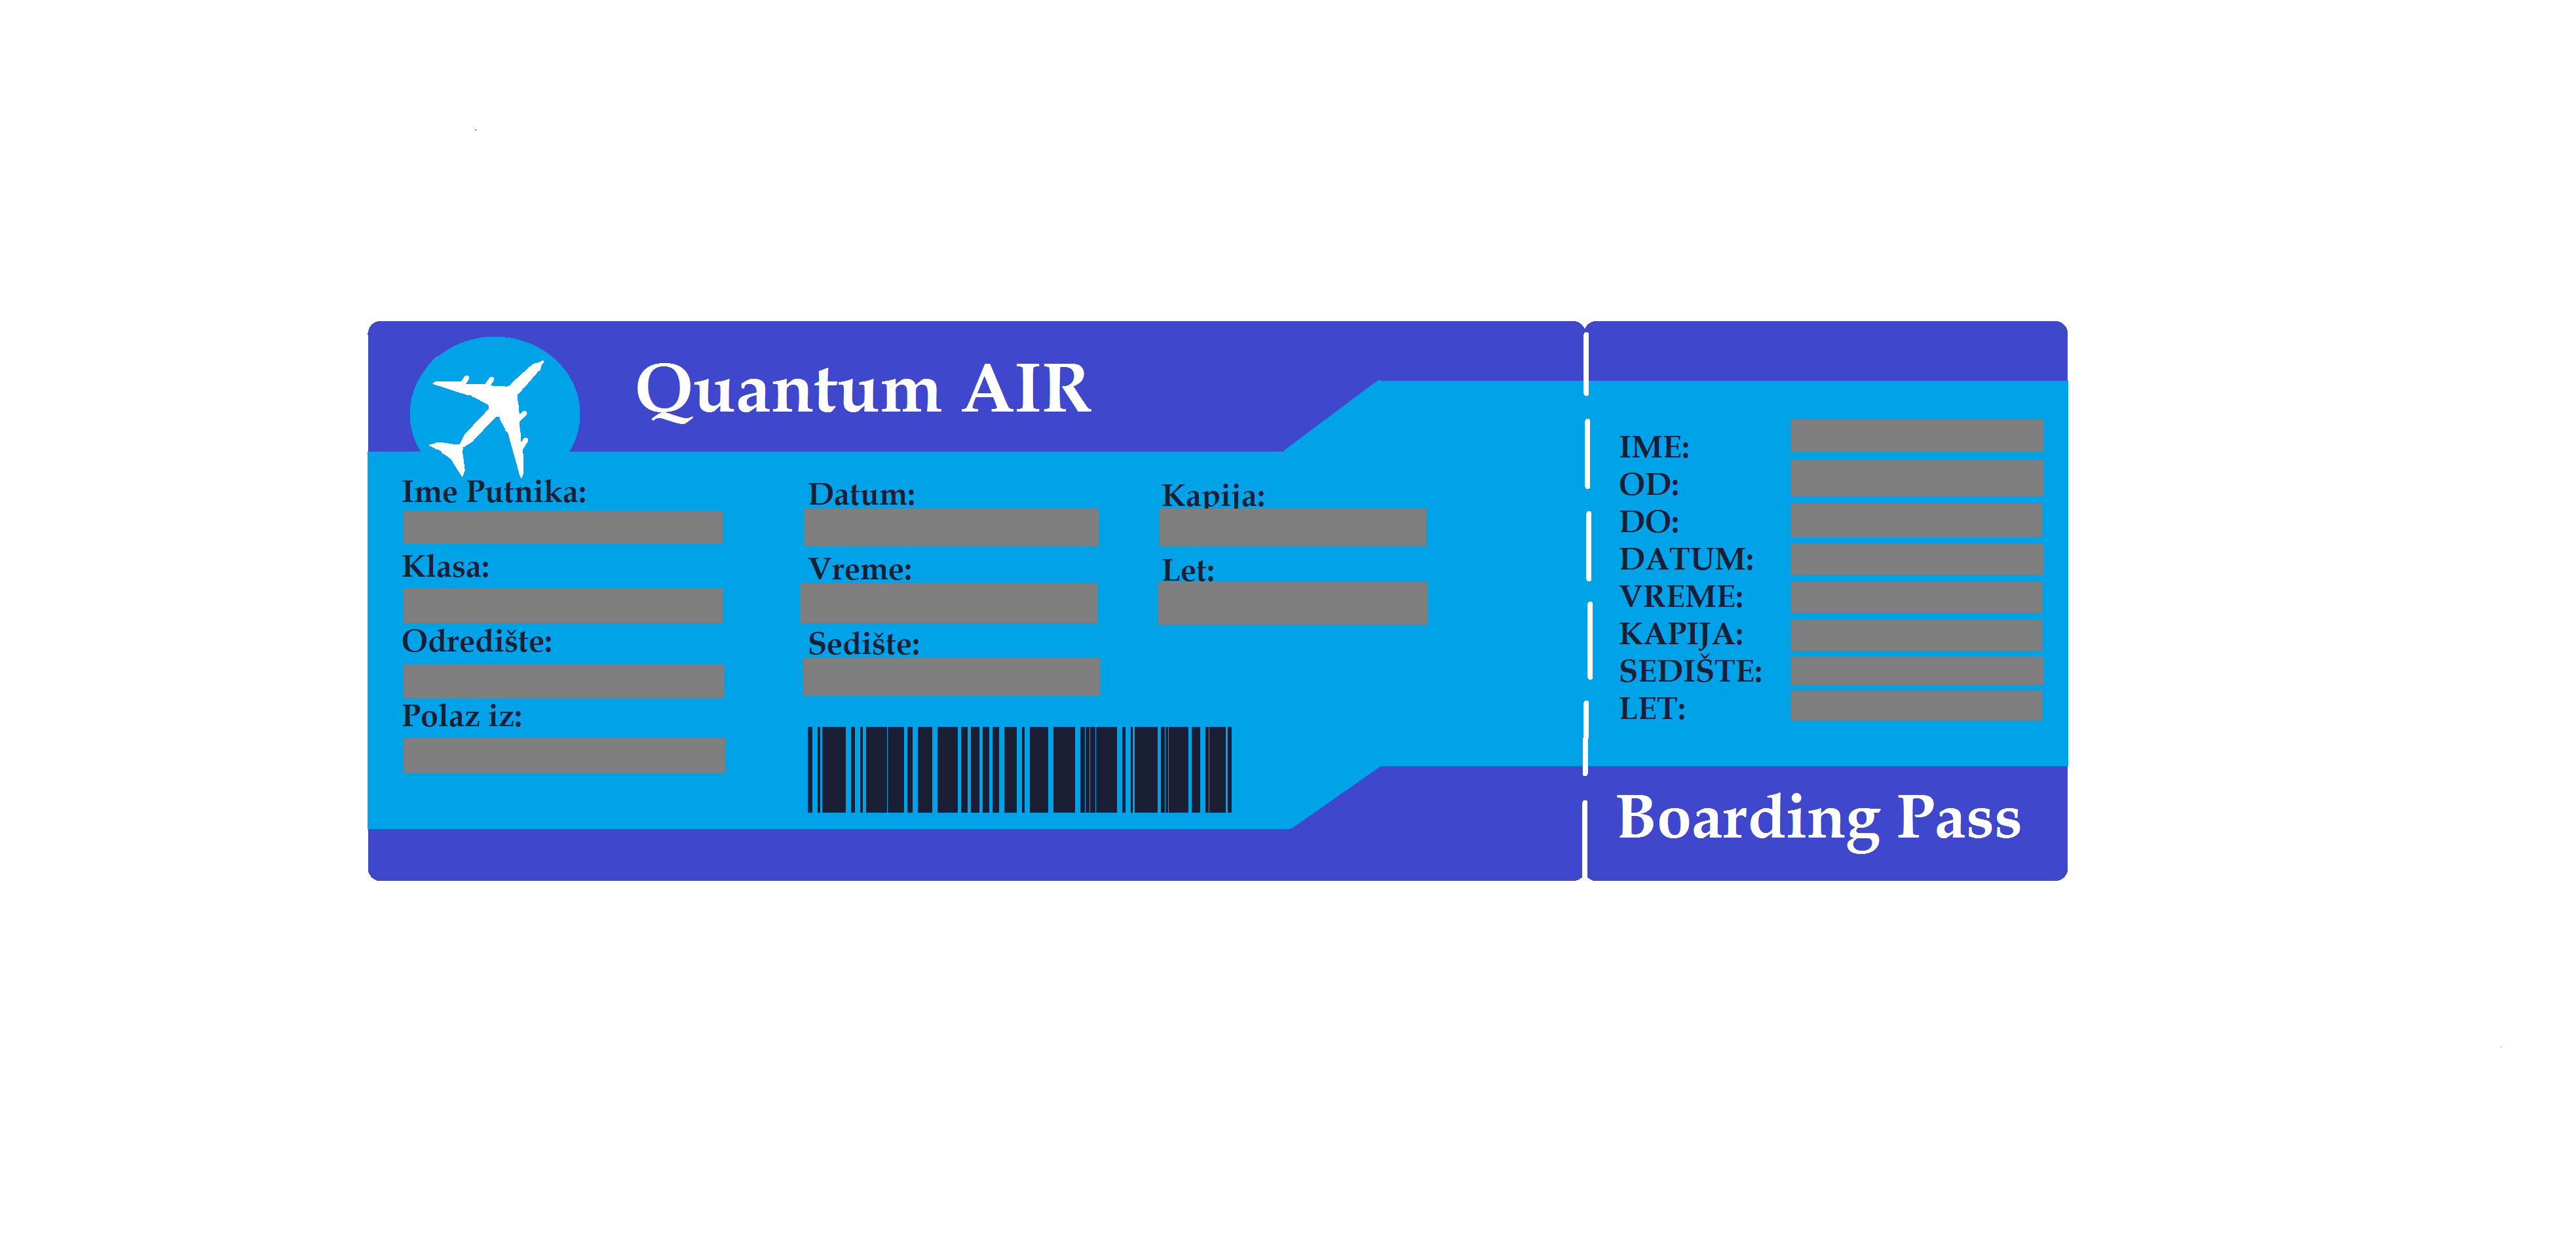 Quantum AIR
Ime Putnika:
Klasa:
Odredište:
Polaz iz:
Datum:
Vreme:
Sedište:
Kapija:
Let:
IME:
OD:
DO:
DATUM:
VREME:
KAPIJA:
SEDIŠTE:
LET:
Boarding Pass